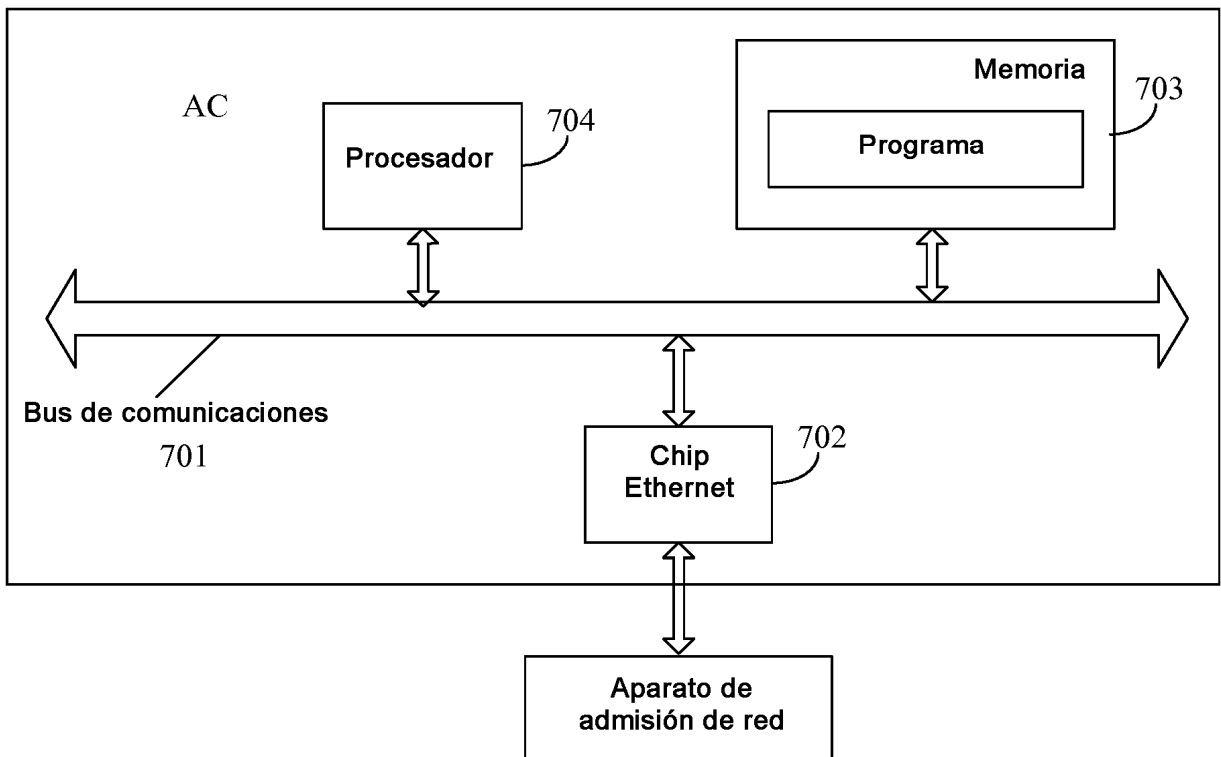 AC
Procesador
704
Memoria
703
Programa
Bus de comunicaciones
701
Chip
Ethernet
702
Aparato de
admisión de red